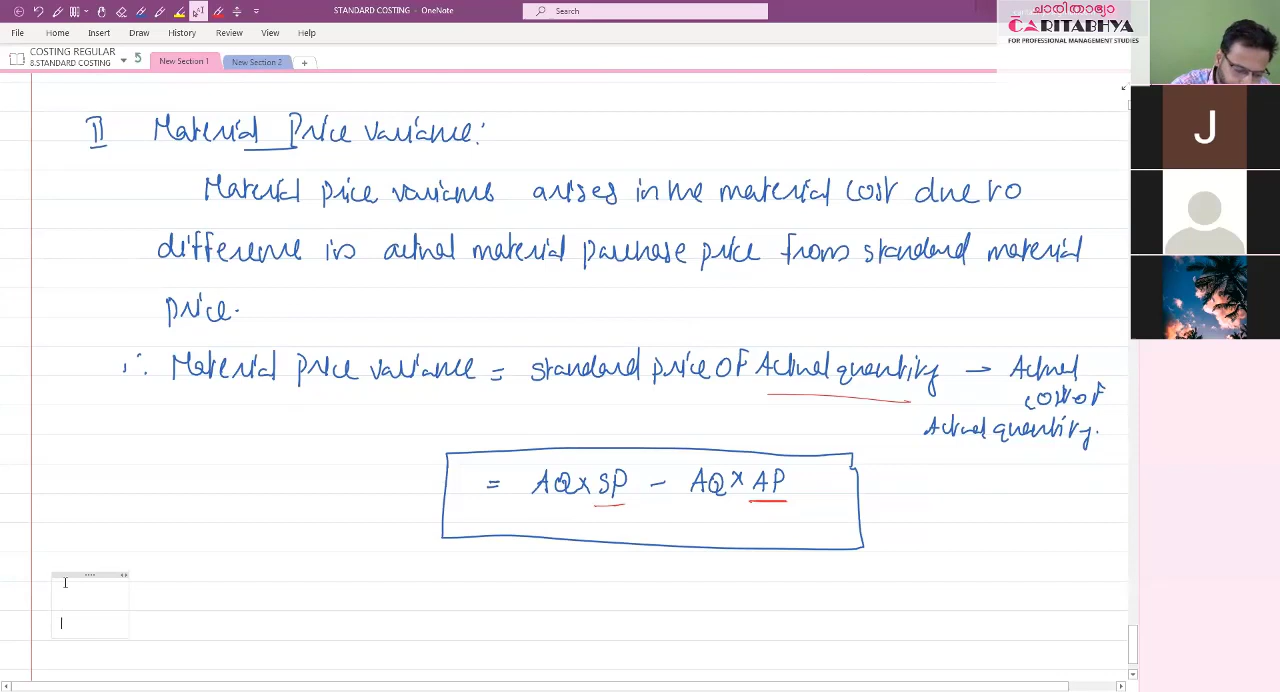 STANDARD COSTING - OneNote
Search
ചാരിതാഭ്യാ
CARITABHYA
FOR PROFESSIONAL MANAGEMENT STUDIES
File Home Insert Draw History Review View Help
COSTING REGULAR
8.STANDARD COSTING
5
New Section 1 New Section 2 +
II Material Price variance:
Material price variance arises in the material cost due to
difference in actual material purchase price from standard material
price.
∴ Material price variance = standard price of Actual quantity - Actual
cost of
Actual quantity.
= AQ x SP - AQ x AP
J